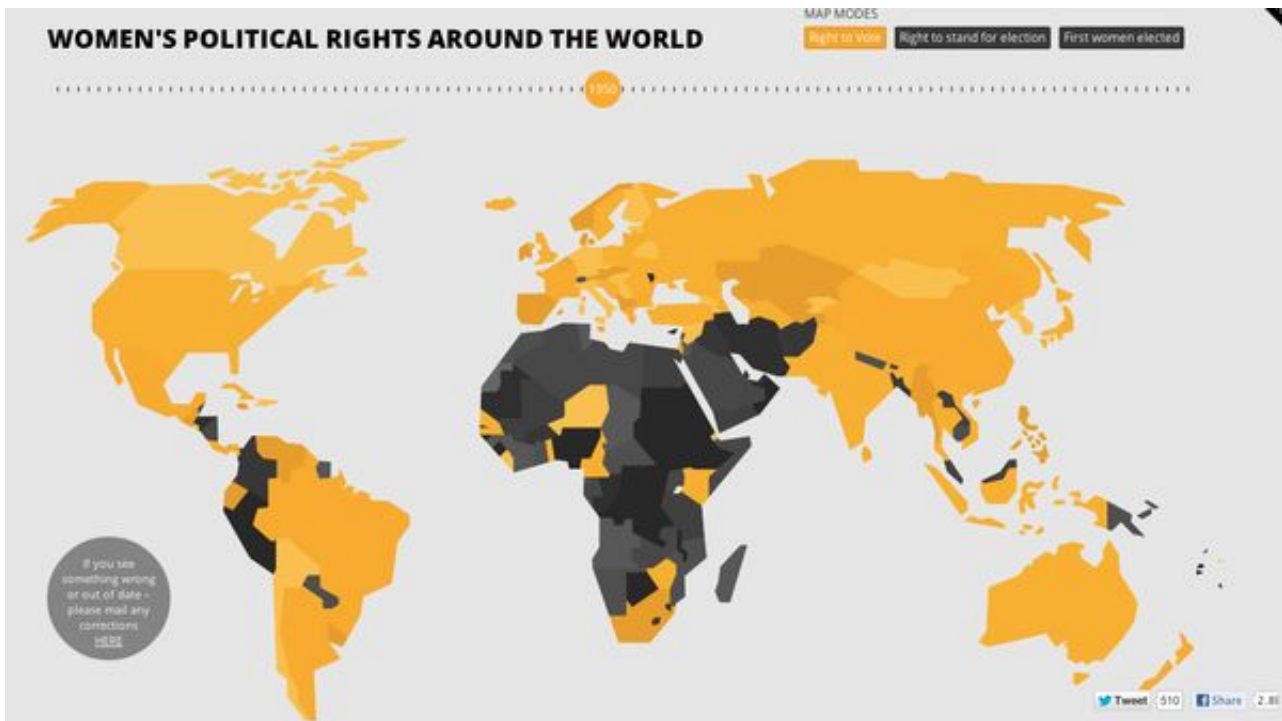 MAP MODES
WOMEN'S POLITICAL RIGHTS AROUND THE WORLD
Right to Vote Right to stand for election First women elected
1950
If you see
something wrong
or out of date –
please mail any
corrections
HERE
Tweet 510 Share